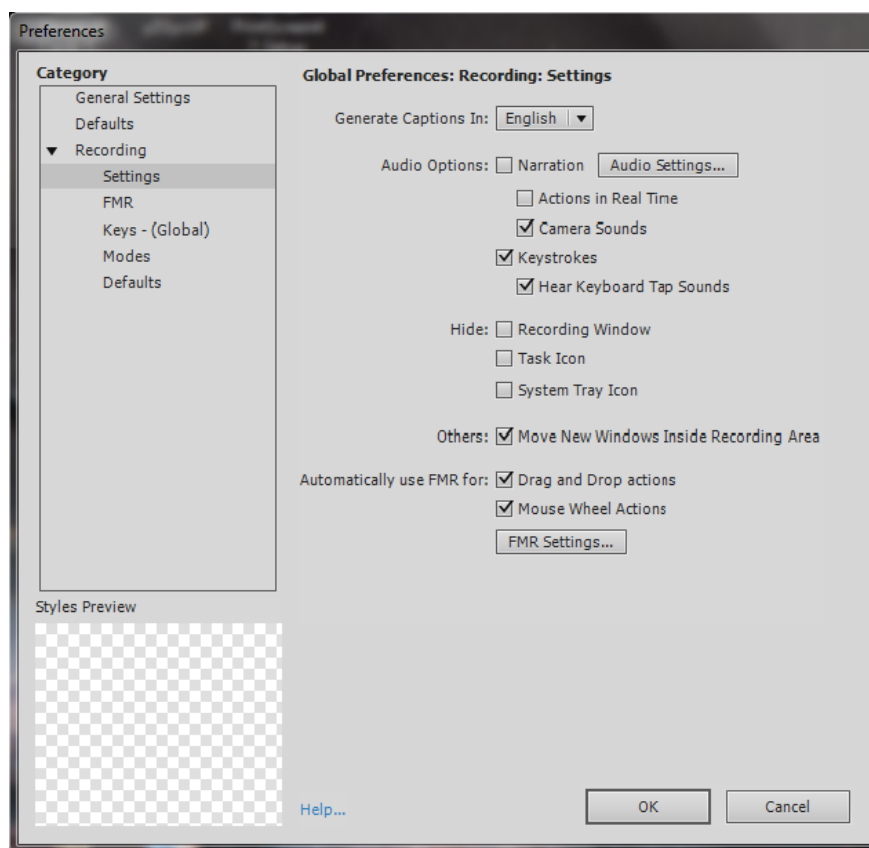 Preferences
Category
General Settings
Defaults
Recording
Settings
FMR
Keys - (Global)
Modes
Defaults
Styles Preview
Global Preferences: Recording: Settings
Generate Captions In: English
Audio Options: Narration Audio Settings...
Actions in Real Time
Camera Sounds
Keystrokes
Hear Keyboard Tap Sounds
Hide: Recording Window
Task Icon
System Tray Icon
Others: Move New Windows Inside Recording Area
Automatically use FMR for: Drag and Drop actions
Mouse Wheel Actions
FMR Settings...
Help... OK Cancel